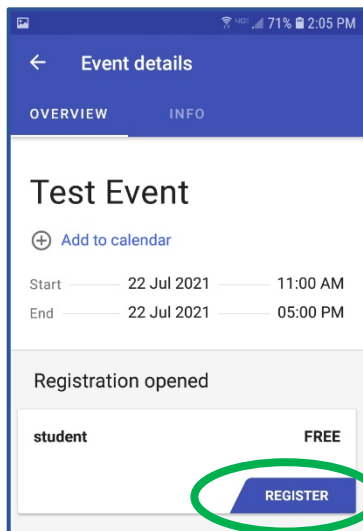 71% 2:05 PM
Event details
OVERVIEW INFO
Test Event
Add to calendar
Start 22 Jul 2021 11:00 AM
End 22 Jul 2021 05:00 PM
Registration opened
student FREE
REGISTER